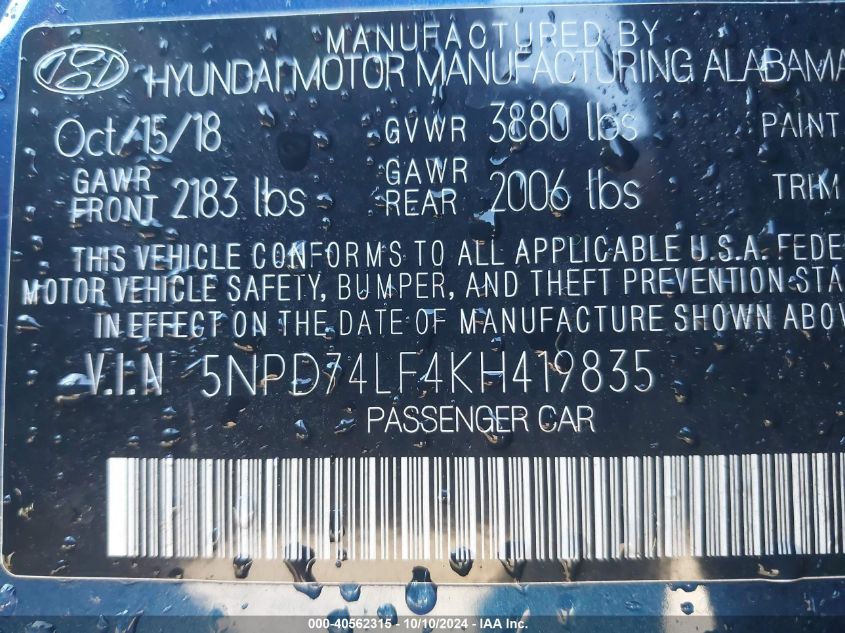 MANUFACTURED BY
HYUNDAI MOTOR MANUFACTURING ALABAMA
Oct/15/18 GVWR 3880 lbs PAINT
GAWR FRONT 2183 lbs GAWR REAR 2006 lbs TRIM
THIS VEHICLE CONFORMS TO ALL APPLICABLE U.S.A. FEDE
MOTOR VEHICLE SAFETY, BUMPER, AND THEFT PREVENTION STA
IN EFFECT ON THE DATE OF MANUFACTURE SHOWN ABOV
V.I.N 5NPD74LF4KH419835
PASSENGER CAR
000-40562315 - 10/10/2024 - IAA Inc.